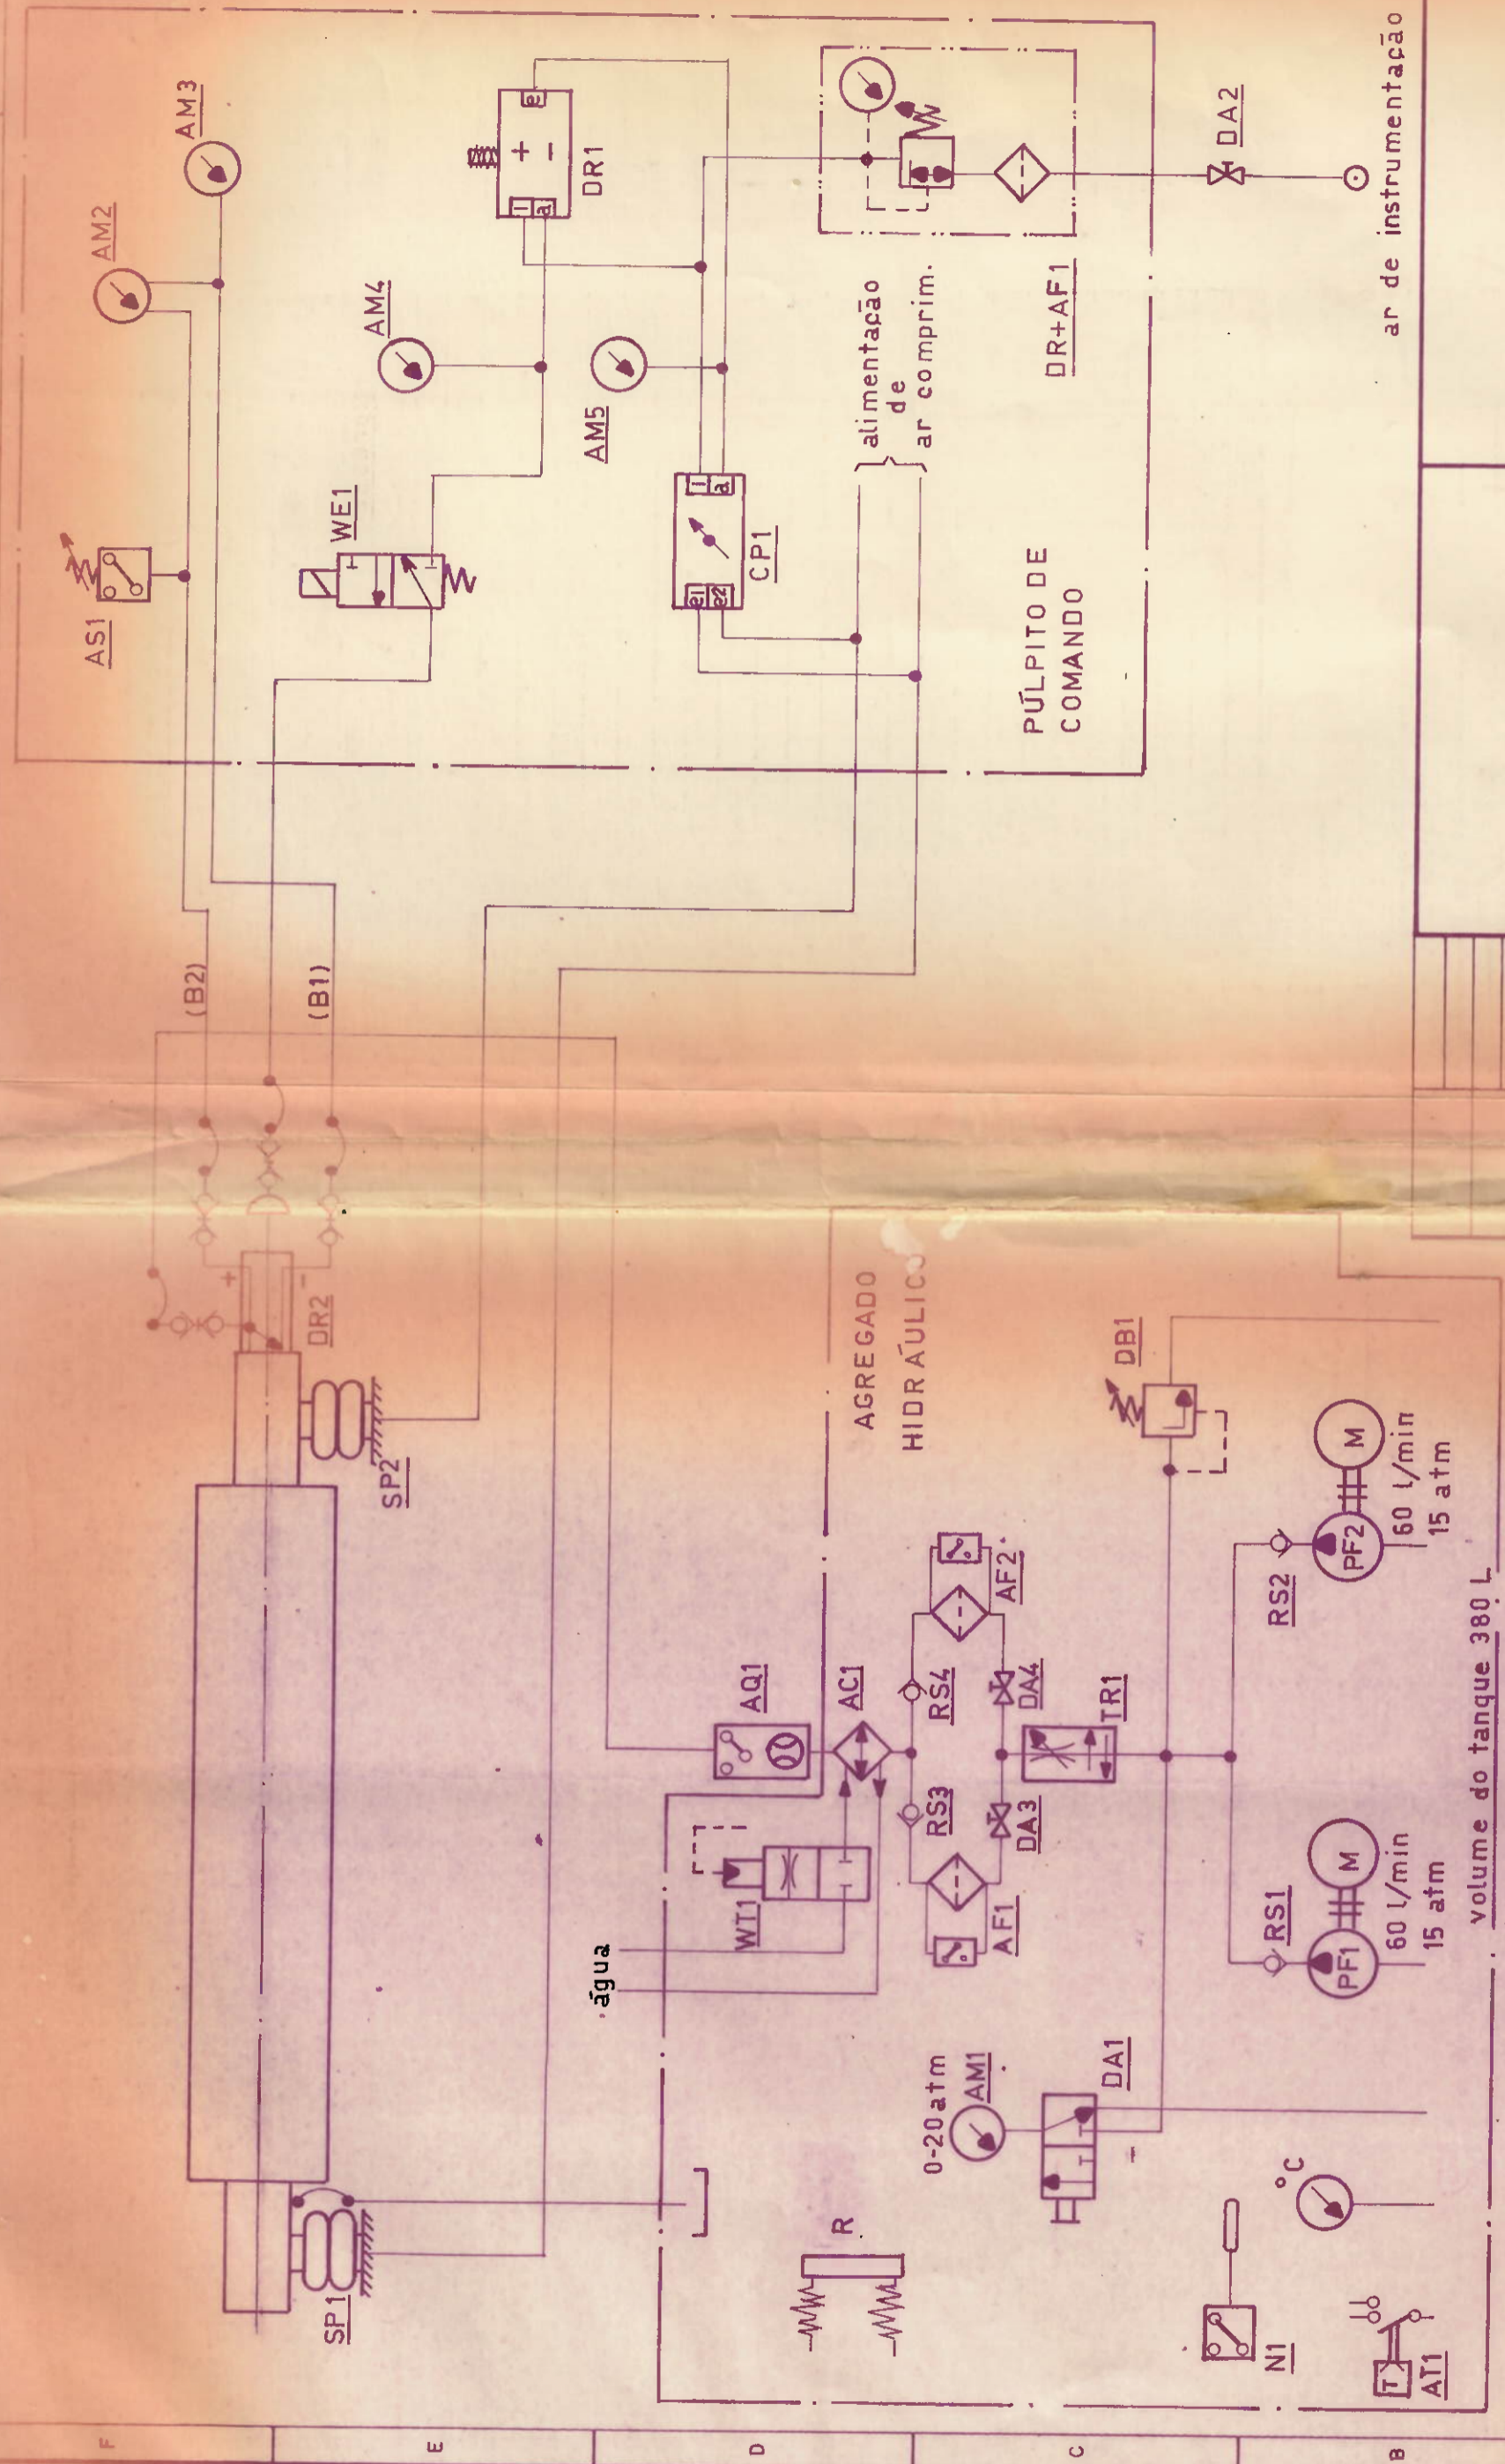 AM3
AM2
AS1
AM4
WE1
e
+
−
l
a
DR1
AM5
l
a
e1
e2
CP1
alimentação
de
ar comprim.
DR+AF1
DA2
ar de instrumentação
PÚLPITO DE
COMANDO
(B2)
(B1)
+
−
DR2
SP2
SP1
AGREGADO
HIDRÁULICO
DB1
AQ1
AC1
WT1
água
RS4
RS3
AF2
AF1
DA4
DA3
TR1
RS2
PF2
M
60 l/min
15 atm
RS1
PF1
M
60 l/min
15 atm
volume do tanque 380 L
0-20atm
AM1
DA1
R
°C
N1
T
AT1
F
E
D
C
B